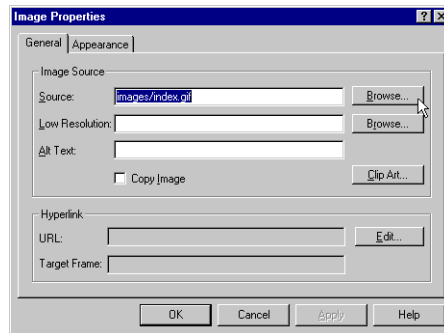 Image Properties
General Appearance
Image Source
Source: images/index.gif Browse...
Low Resolution: Browse...
Alt Text:
Copy Image Clip Art...
Hyperlink
URL: Edit...
Target Frame:
OK Cancel Apply Help